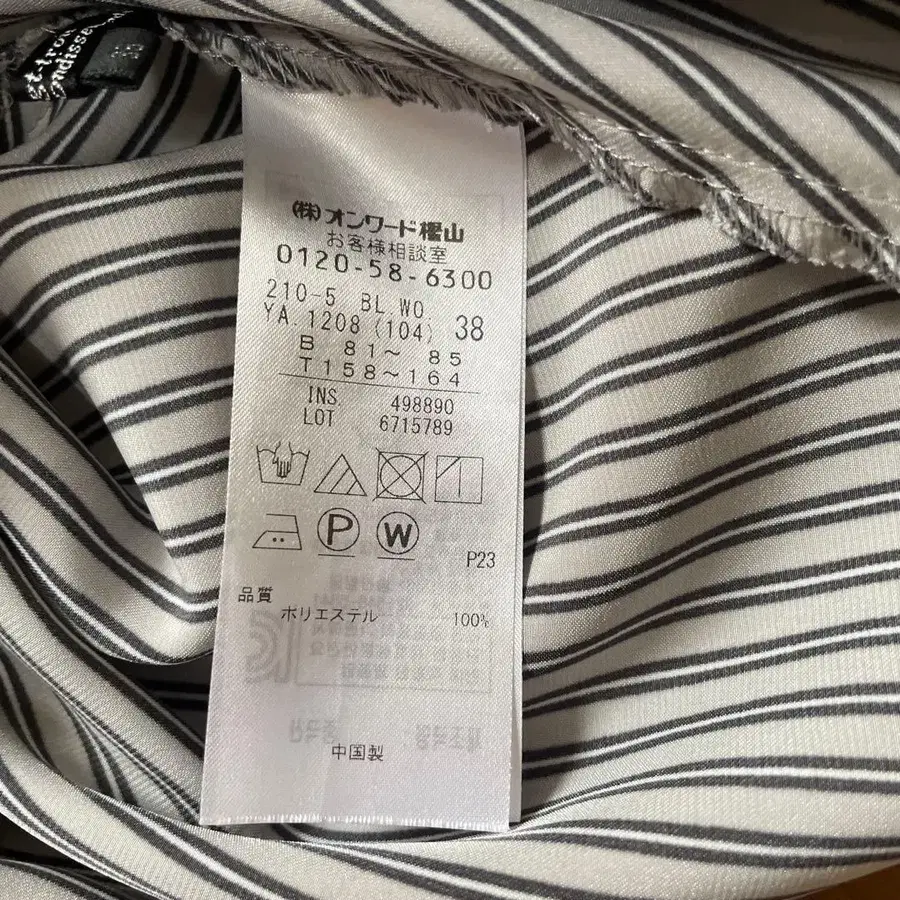 (株)オンワード樫山
お客様相談室
0120-58-6300
210-5 BL WO
YA.1208 (104) 38
B 81～ 85
T158～164
INS. 498890
LOT 6715789
P W
P23
品質
ポリエステル 100%
中国製